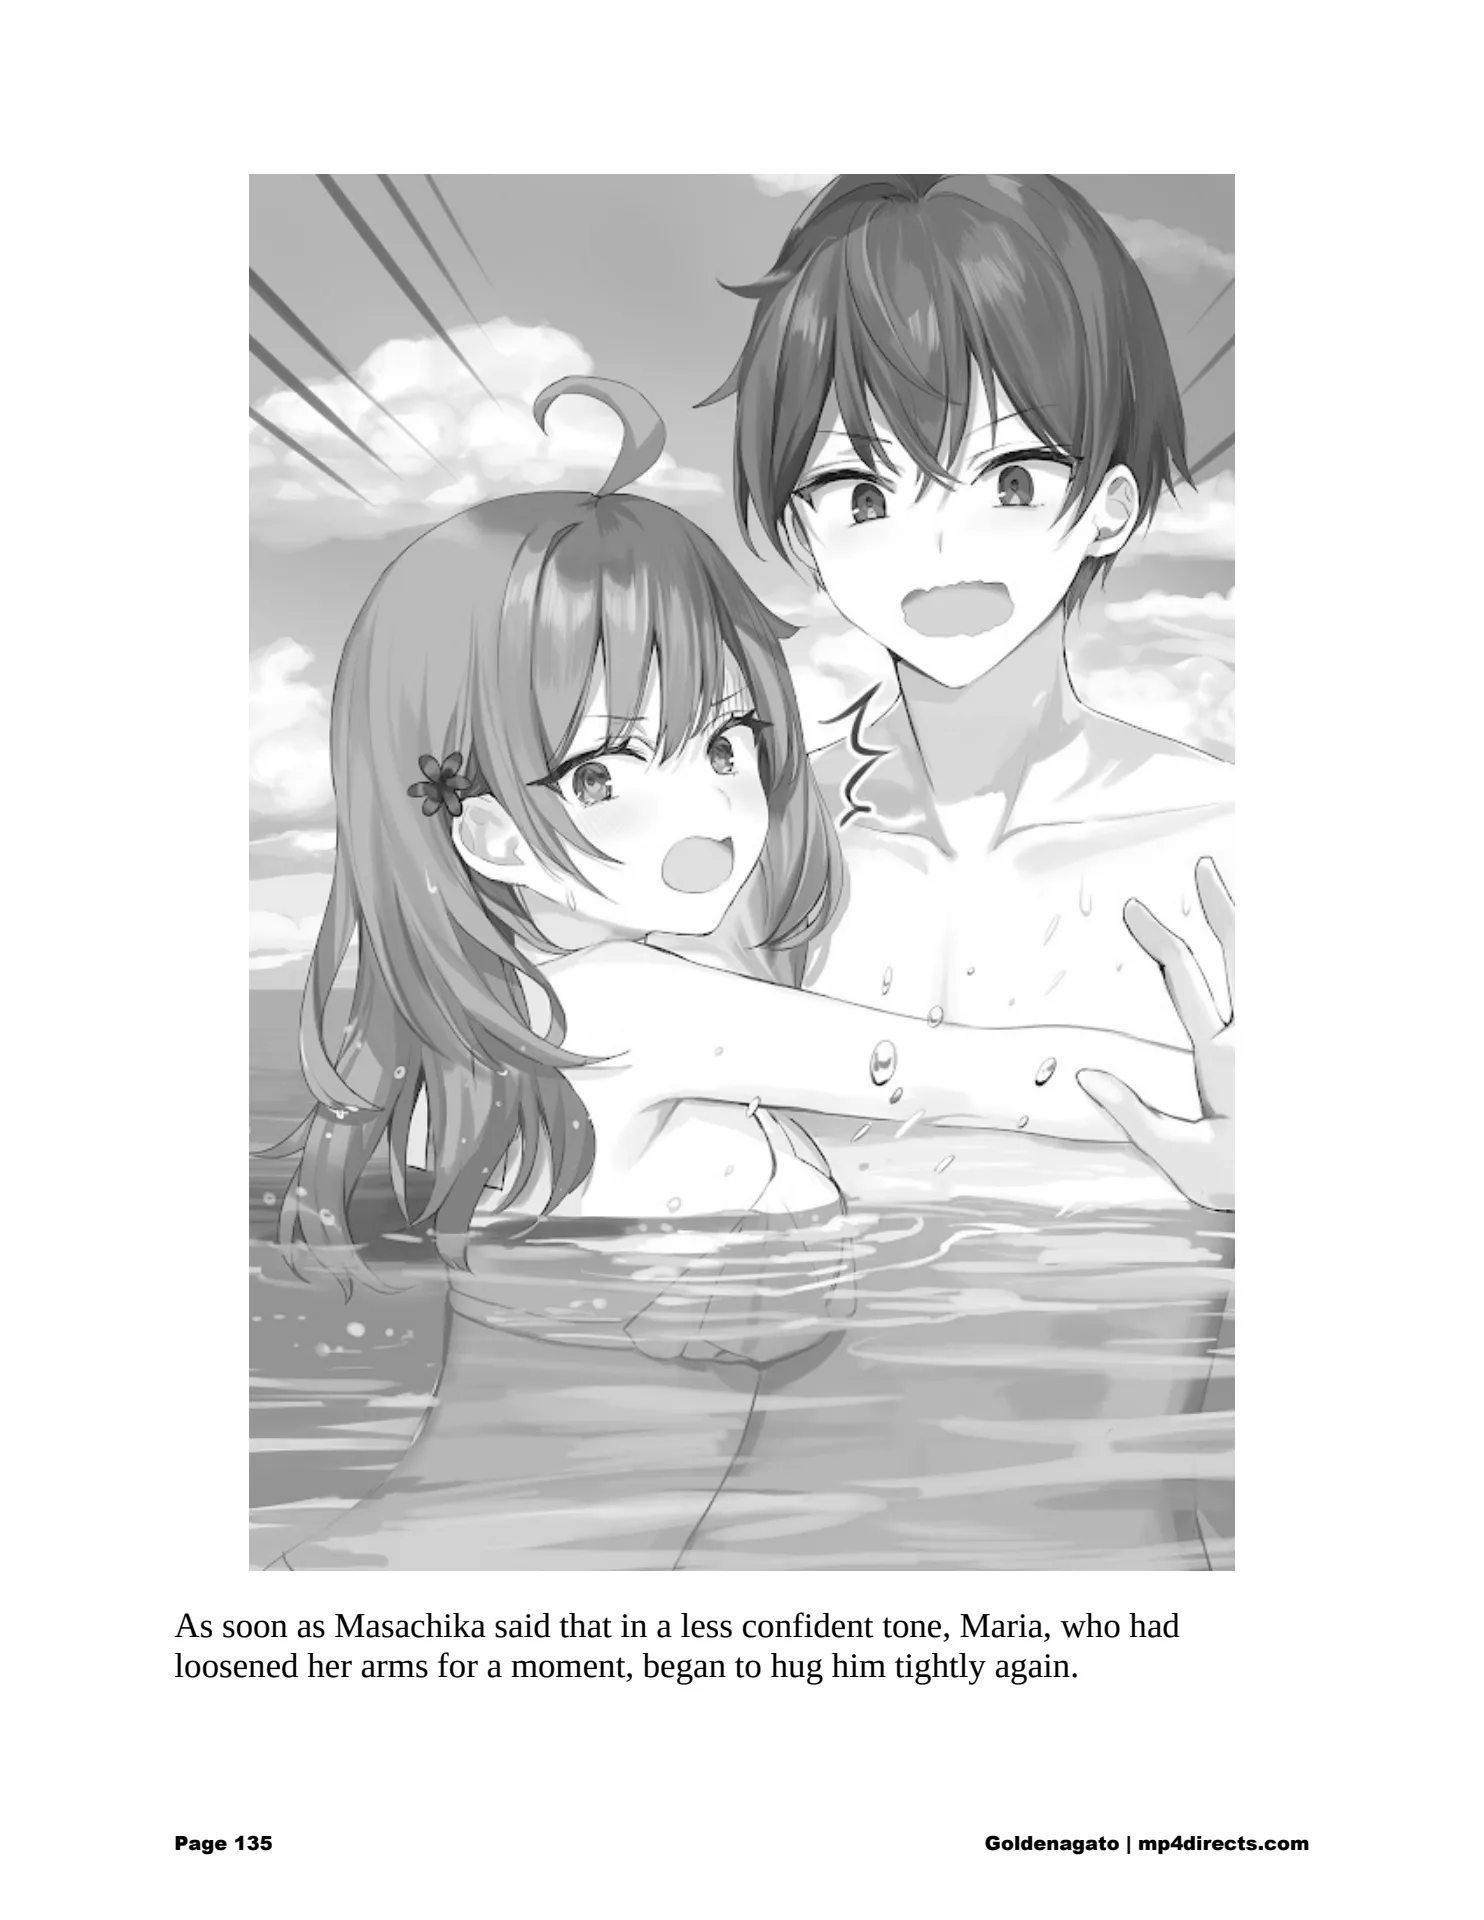 As soon as Masachika said that in a less confident tone, Maria, who had
loosened her arms for a moment, began to hug him tightly again.
Page 135
Goldenagato | mp4directs.com